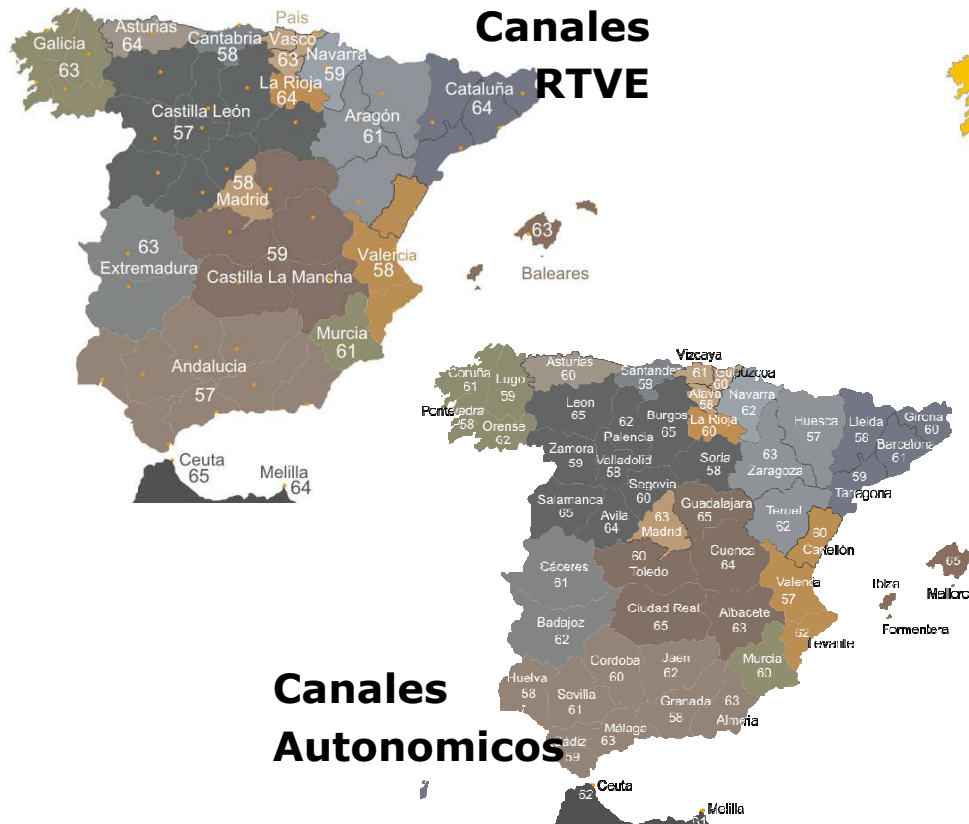 Canales
RTVE
Galicia
63
Asturias
64
Cantabria
58
Pais
Vasco
63
Navarra
59
La Rioja
64
Aragón
61
Cataluña
64
Castilla León
57
58
Madrid
63
Extremadura
59
Castilla La Mancha
Valencia
58
63
Baleares
Murcia
61
Andalucia
57
Ceuta
65
Melilla
64
Canales
Autonomicos
Coruña
61
Lugo
59
58
Orense
62
Asturias
60
Santander
59
Vizcaya
61
60
Alava
58
Navarra
62
La Rioja
60
Huesca
57
Lleida
58
Girona
60
Barcelona
61
59
Tarragona
Leon
65
62
Palencia
Burgos
65
Zamora
59
Valladolid
58
Soria
58
63
Zaragoza
Segovia
60
Salamanca
65
Avila
64
63
Madrid
Guadalajara
65
Teruel
62
60
Castellón
Cuenca
64
60
Toledo
Cáceres
61
Badajoz
62
Ciudad Real
65
Albacete
63
Valencia
57
62
Levante
65
Ibiza
Formentera
Murcia
60
Huelva
58
Sevilla
61
Cordoba
60
Jaen
62
Granada
58
63
Almeria
Málaga
63
59
Ceuta
62
Melilla